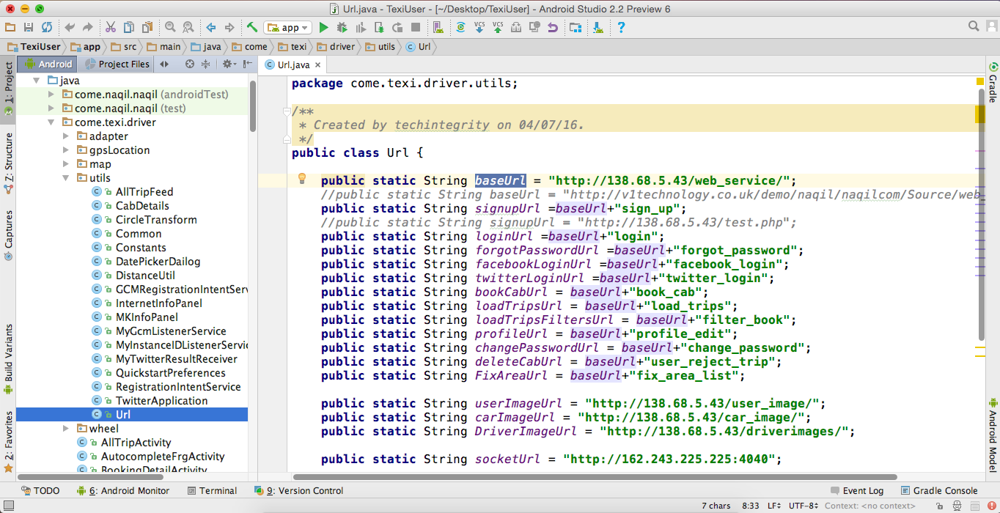 Url.java - TexiUser - [~/Desktop/TexiUser] - Android Studio 2.2 Preview 6
app
VCS VCS
?
TexiUser app src main java come texi driver utils Url
Android Project Files
Url.java
1: Project
Z: Structure
Captures
Build Variants
2: Favorites
java
come.naqil.naqil (androidTest)
come.naqil.naqil (test)
come.texi.driver
adapter
gpsLocation
map
utils
AllTripFeed
CabDetails
CircleTransform
Common
Constants
DatePickerDailog
DistanceUtil
GCMRegistrationIntentServ
InternetInfoPanel
MKInfoPanel
MyGcmListenerService
MyInstanceIDListenerServic
MyTwitterResultReceiver
QuickstartPreferences
RegistrationIntentService
TwitterApplication
Url
wheel
AllTripActivity
AutocompleteFrgActivity
BookingDetailActivity
package come.texi.driver.utils;
/**
* Created by techintegrity on 04/07/16.
*/
public class Url {
public static String baseUrl = "http://138.68.5.43/web_service/";
//public static String baseUrl = "http://v1technology.co.uk/demo/naqil/naqilcom/Source/web_
public static String signupUrl =baseUrl+"sign_up";
//public static String signupUrl = "http://138.68.5.43/test.php";
public static String loginUrl =baseUrl+"login";
public static String forgotPasswordUrl =baseUrl+"forgot_password";
public static String facebookLoginUrl =baseUrl+"facebook_login";
public static String twitterLoginUrl =baseUrl+"twitter_login";
public static String bookCabUrl = baseUrl+"book_cab";
public static String loadTripsUrl = baseUrl+"load_trips";
public static String loadTripsFiltersUrl = baseUrl+"filter_book";
public static String profileUrl = baseUrl+"profile_edit";
public static String changePasswordUrl = baseUrl+"change_password";
public static String deleteCabUrl = baseUrl+"user_reject_trip";
public static String FixAreaUrl = baseUrl+"fix_area_list";
public static String userImageUrl = "http://138.68.5.43/user_image/";
public static String carImageUrl = "http://138.68.5.43/car_image/";
public static String DriverImageUrl = "http://138.68.5.43/driverimages/";
public static String socketUrl = "http://162.243.225.225:4040";
Gradle
Android Model
TODO 6: Android Monitor Terminal 9: Version Control Event Log Gradle Console
7 chars 8:33 LF UTF-8 Context: <no context>